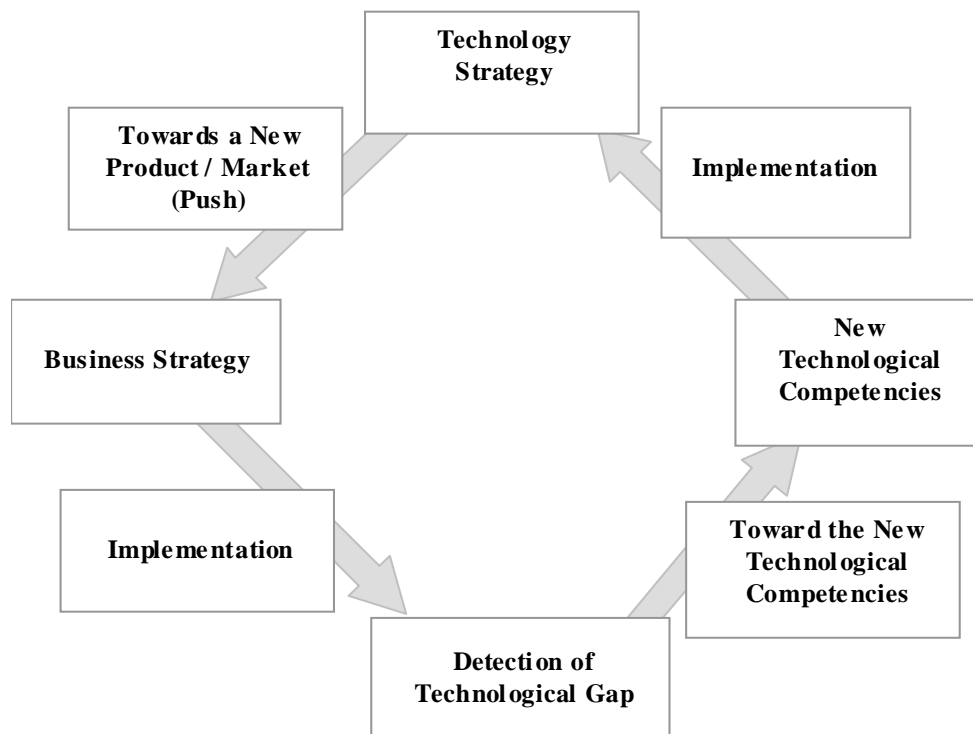 Technology
Strategy
Towards a New
Product / Market
(Push)
Implementation
Business Strategy
New
Technological
Competencies
Implementation
Toward the New
Technological
Competencies
Detection of
Technological Gap